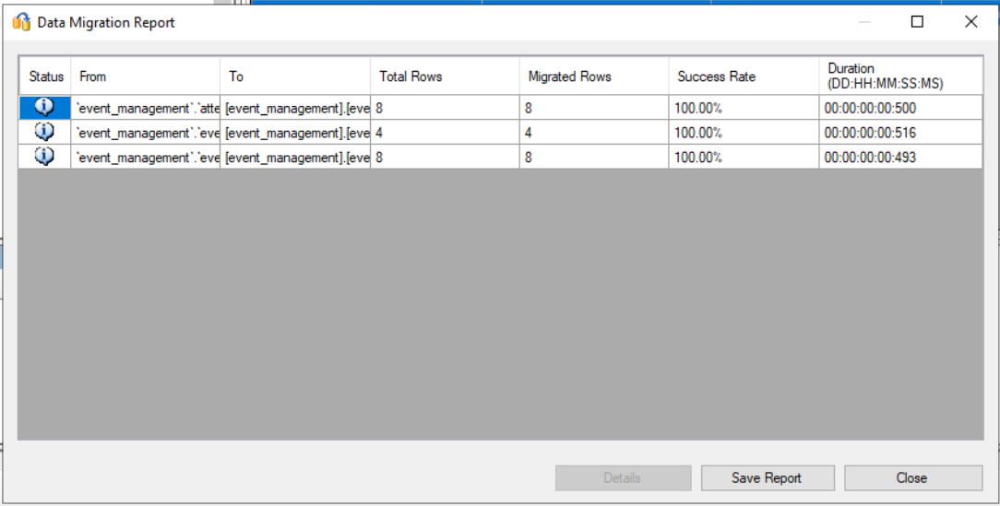 Data Migration Report
Status From To Total Rows Migrated Rows Success Rate Duration (DD:HH:MM:SS:MS)
`event_management`.`atte [event_management].[eve 8 8 100.00% 00:00:00:00:500
`event_management`.`eve [event_management].[eve 4 4 100.00% 00:00:00:00:516
`event_management`.`eve [event_management].[eve 8 8 100.00% 00:00:00:00:493
Details Save Report Close